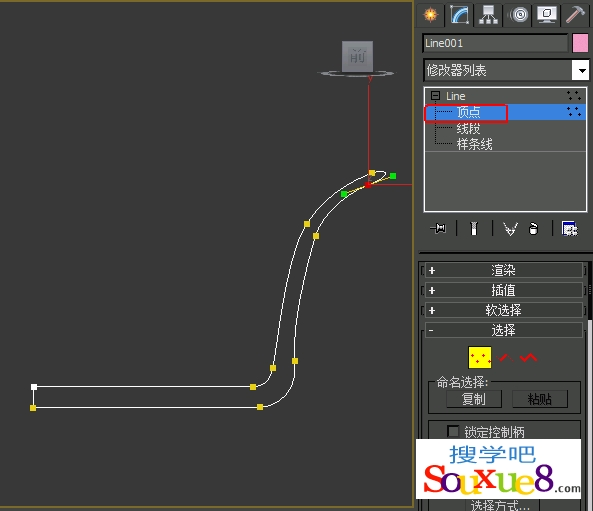 Line001
修改器列表
Line
顶点
线段
样条线
+ 渲染
+ 插值
+ 软选择
- 选择
命名选择:
复制 粘贴
锁定控制柄
搜学吧
Souxue8.com
选择方式...